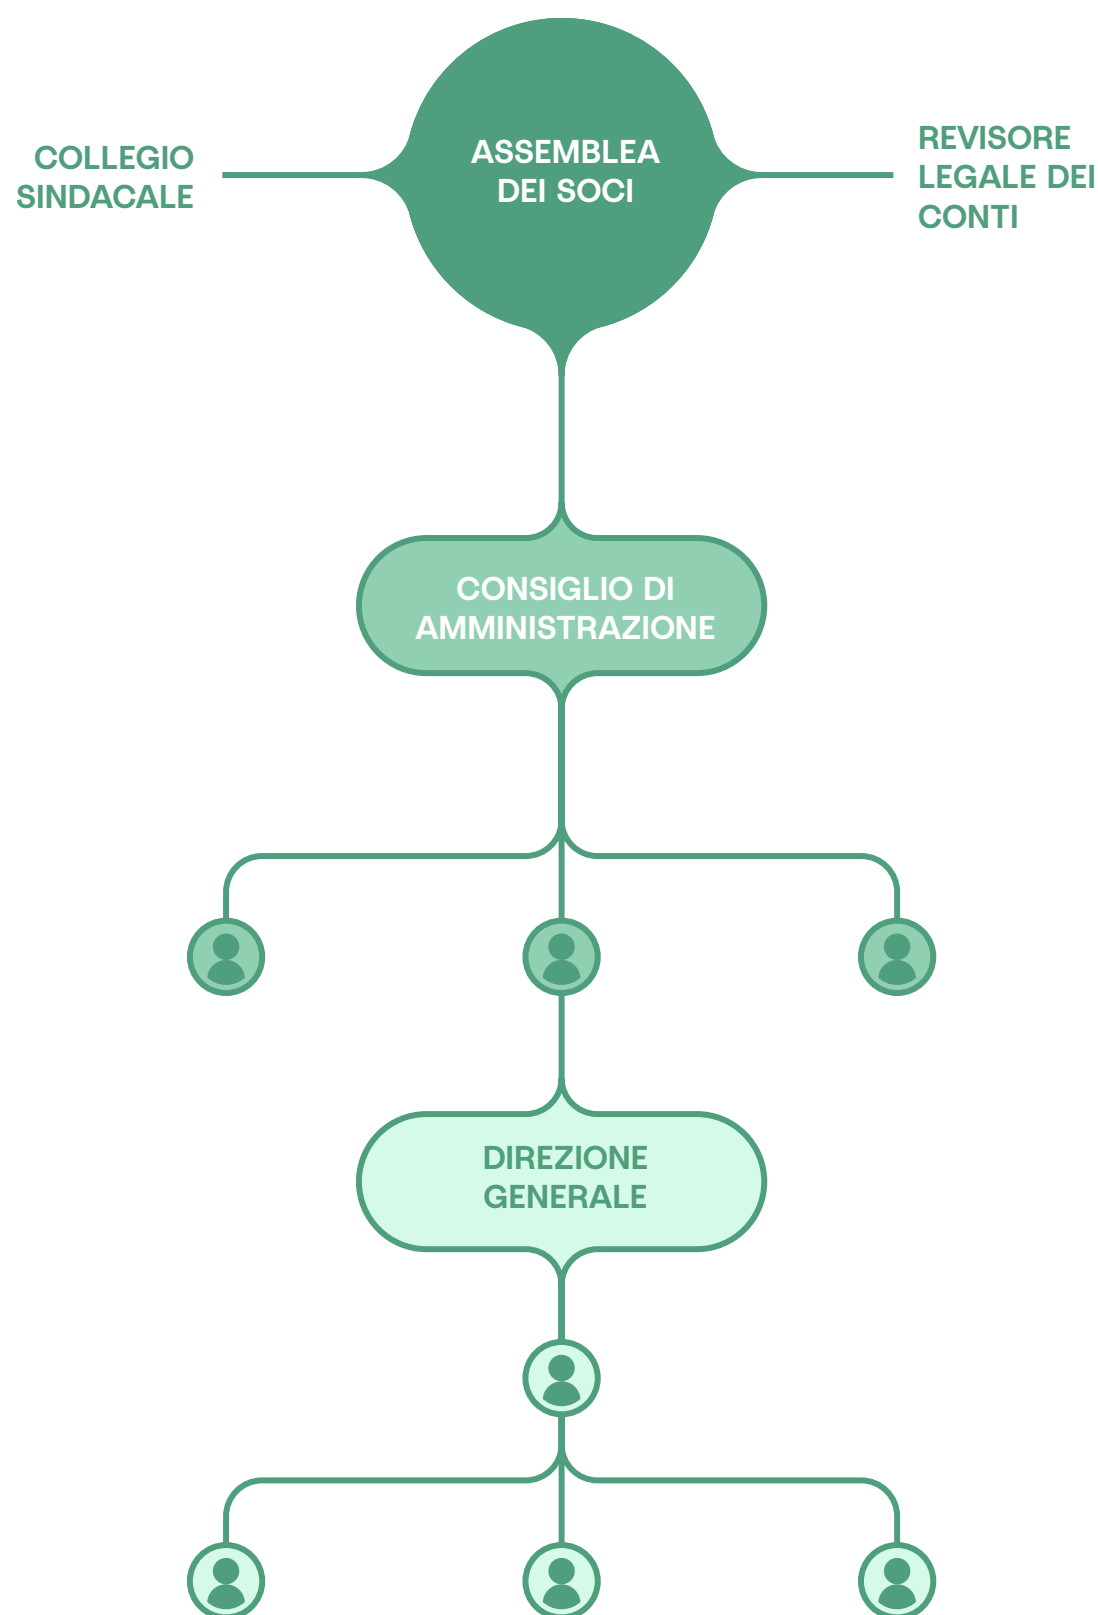 COLLEGIO
SINDACALE
ASSEMBLEA
DEI SOCI
REVISORE
LEGALE DEI
CONTI
CONSIGLIO DI
AMMINISTRAZIONE
DIREZIONE
GENERALE